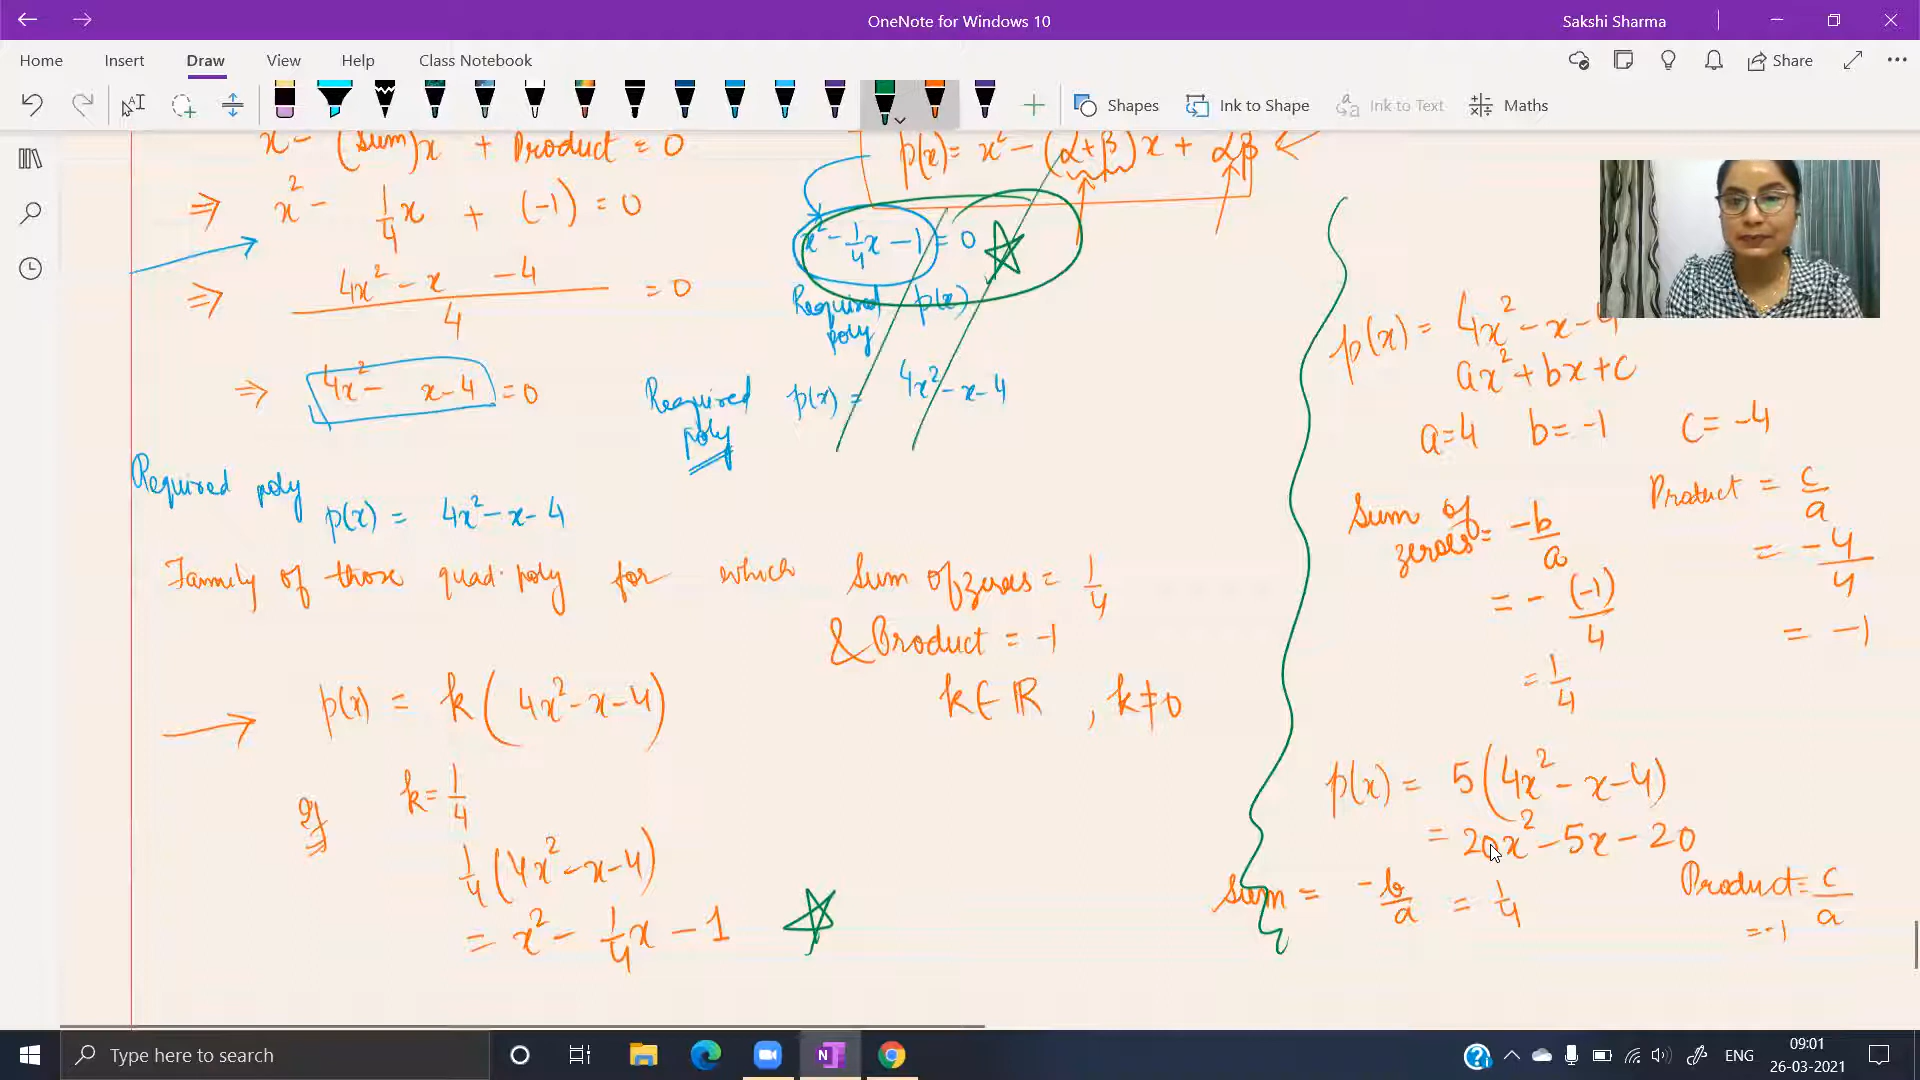 OneNote for Windows 10
Sakshi Sharma
Home Insert Draw View Help Class Notebook
Share
Shapes Ink to Shape Ink to Text Maths
x - (Sum)x + Product = 0
⇒ x² - 1/4 x + (-1) = 0
⇒ 4x² - x - 4 / 4 = 0
⇒ 4x² - x - 4 = 0
p(x) = x² - (α+β)x + αβ ←
x² - 1/4 x - 1 = 0
Required p(x)
poly
Required p(x) = 4x² - x - 4
poly
Required poly
p(x) = 4x² - x - 4
Family of those quad. poly for which Sum of zeroes = 1/4
& Product = -1
p(x) = k(4x² - x - 4) k ∈ ℝ , k ≠ 0
If k = 1/4
1/4 (4x² - x - 4)
= x² - 1/4 x - 1
p(x) = 4x² - x - 4
ax² + bx + c
a = 4 b = -1 c = -4
Sum of zeroes = -b/a
= - (-1)/4
= 1/4
Product = c/a
= -4/4
= -1
p(x) = 5(4x² - x - 4)
= 20x² - 5x - 20
Sum = -b/a = 1/4
Product = c/a
= -1
Type here to search
ENG
09:01
26-03-2021